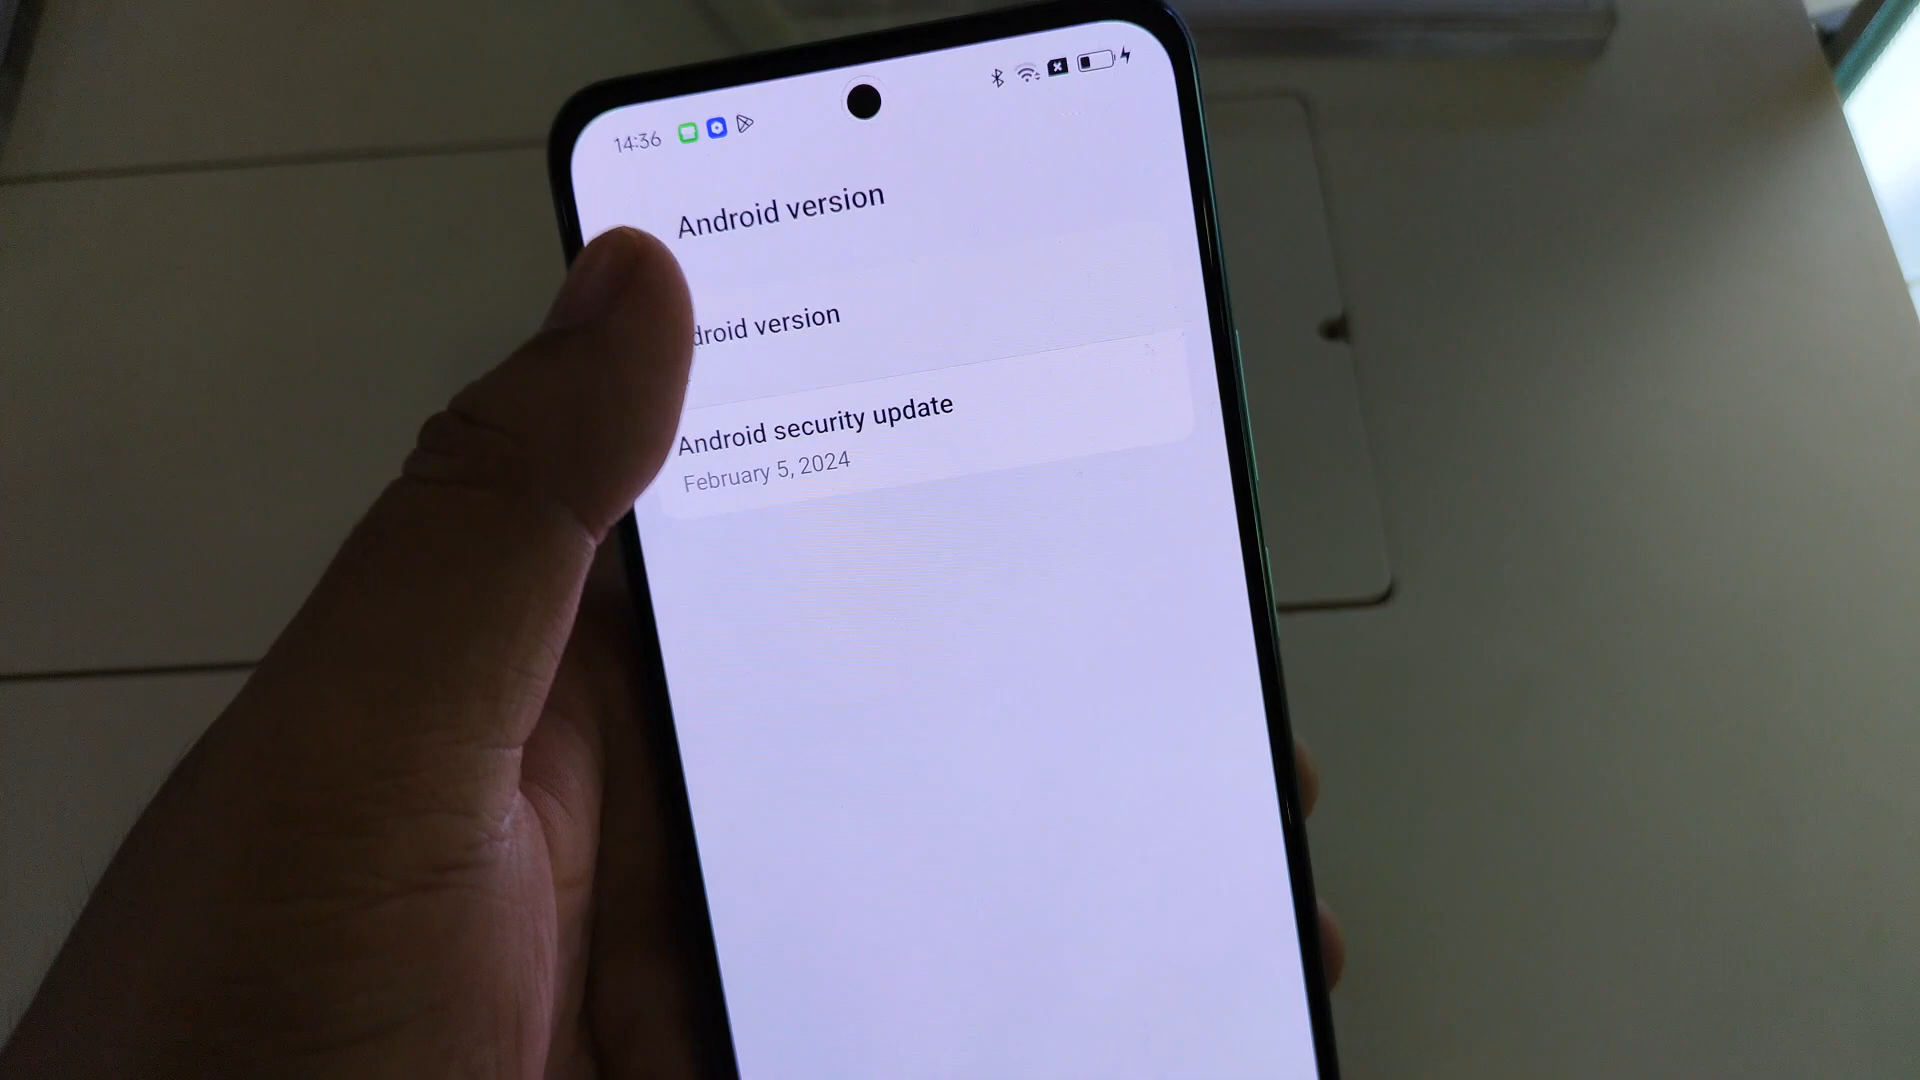 14:36
Android version
droid version
Android security update
February 5, 2024